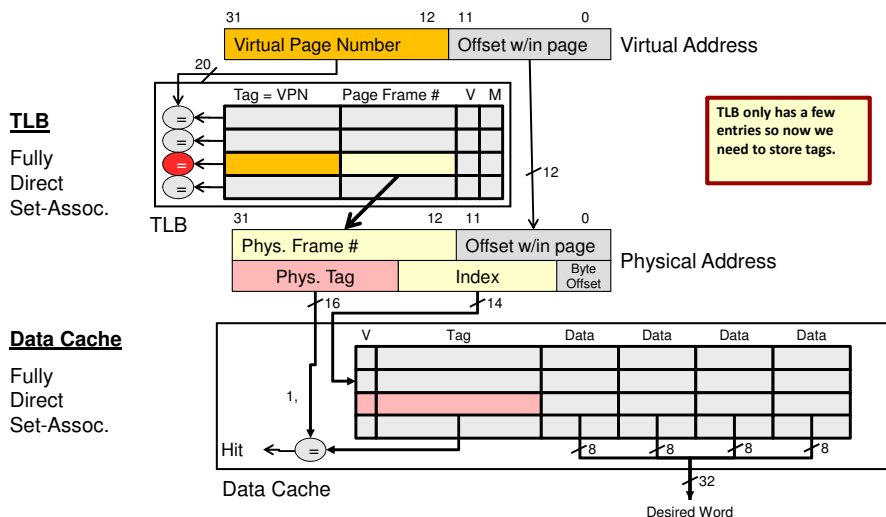 31 12 11 0
Virtual Page Number Offset w/in page Virtual Address
20
Tag = VPN Page Frame # V M
TLB
Fully
Direct
Set-Assoc.
=
=
=
=
TLB only has a few
entries so now we
need to store tags.
12
TLB
31 12 11 0
Phys. Frame # Offset w/in page
Physical Address
Phys. Tag Index Byte
Offset
16 14
Data Cache
Fully
Direct
Set-Assoc.
V Tag Data Data Data Data
1,
Hit =
8 8 8 8
32
Data Cache
Desired Word